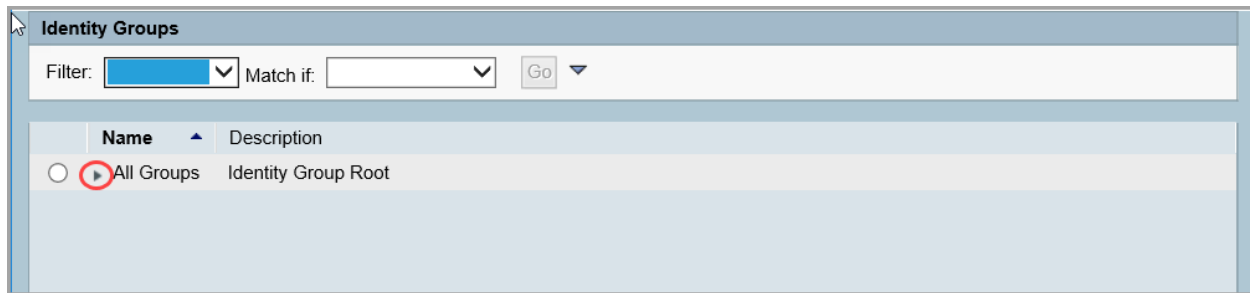 Identity Groups
Filter: Match if: Go
Name Description
All Groups Identity Group Root